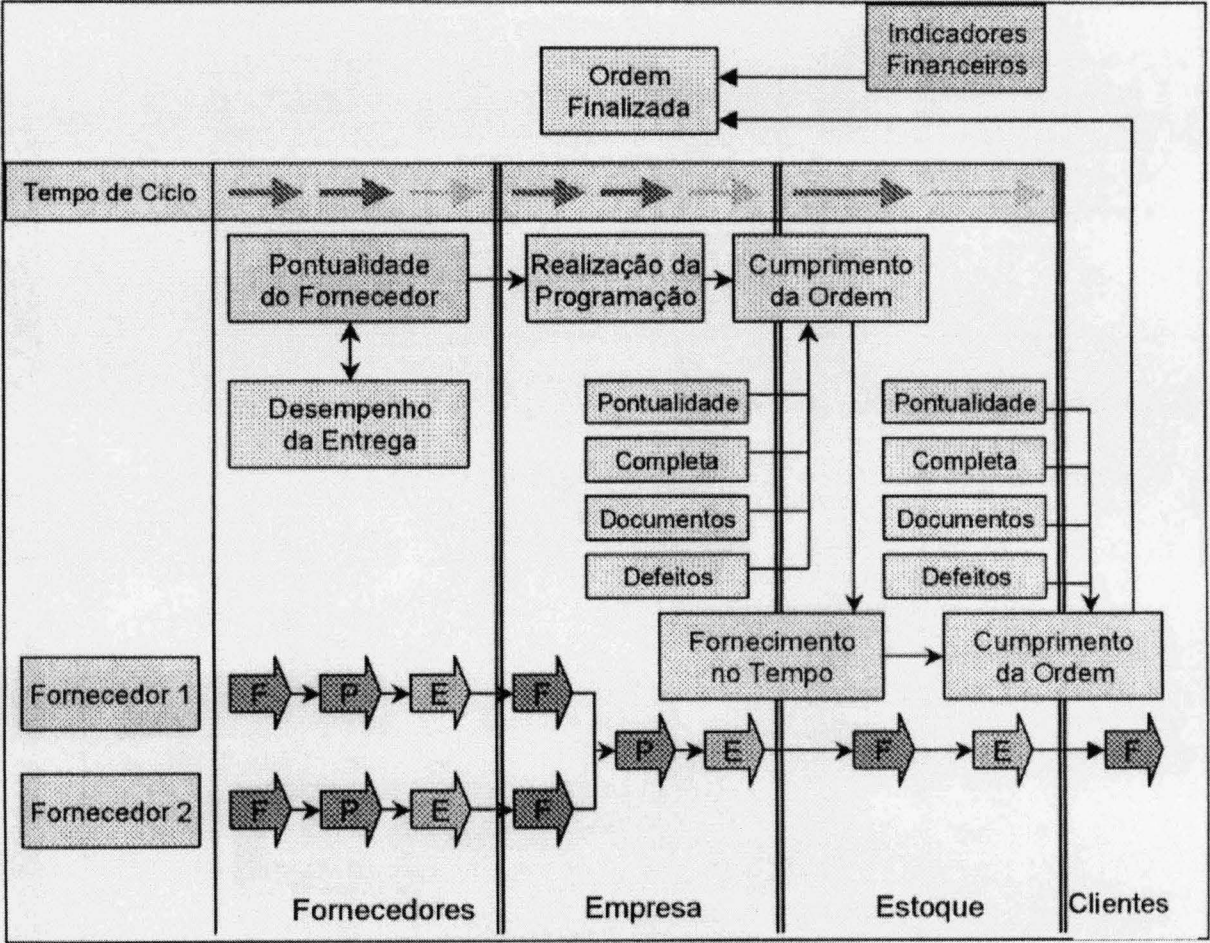 Indicadores
Financeiros
Ordem
Finalizada
Tempo de Ciclo
Pontualidade
do Fornecedor
Realização da
Programação
Cumprimento
da Ordem
Desempenho
da Entrega
Pontualidade
Completa
Documentos
Defeitos
Pontualidade
Completa
Documentos
Defeitos
Fornecimento
no Tempo
Cumprimento
da Ordem
Fornecedor 1
F
P
E
F
P
E
F
E
F
Fornecedor 2
F
P
E
F
Fornecedores
Empresa
Estoque
Clientes